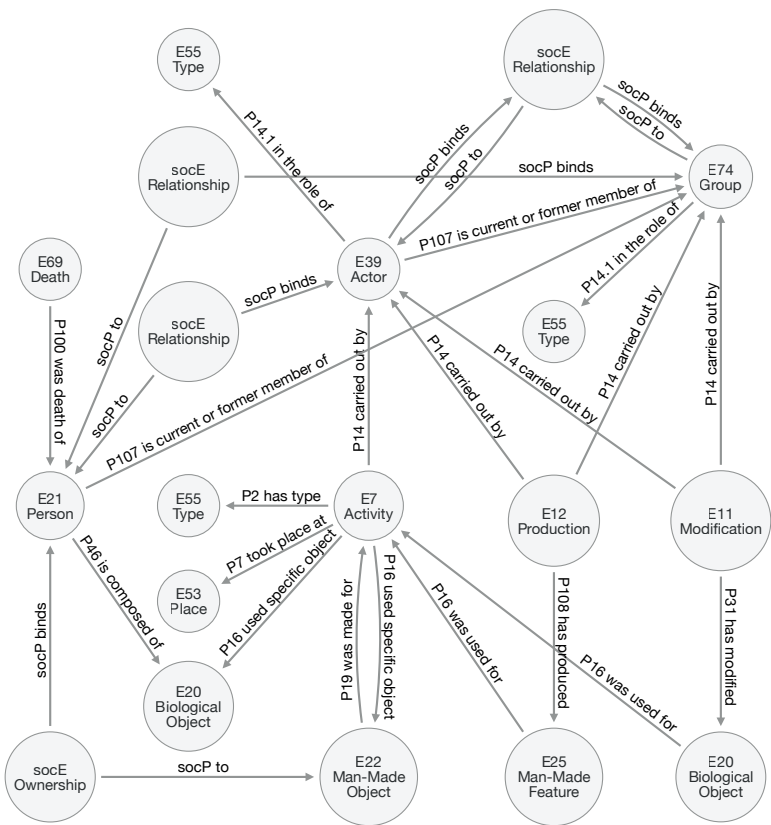 E55
Type
socE
Relationship
socP binds
socP to
P14.1 in the role of
socP binds
socP to
socE
Relationship
socP binds
E74
Group
P107 is current or former member of
E69
Death
E39
Actor
P14.1 in the role of
socP binds
socE
Relationship
E55
Type
socP to
P100 was death of
socP to
P107 is current or former member of
P14 carried out by
P14 carried out by
P14 carried out by
P14 carried out by
P14 carried out by
E21
Person
E55
Type
P2 has type
E7
Activity
E12
Production
E11
Modification
P7 took place at
E53
Place
P46 is composed of
P16 used specific object
P19 was made for
P16 used specific object
P16 was used for
P108 has produced
P16 was used for
P31 has modified
socP binds
E20
Biological
Object
socE
Ownership
socP to
E22
Man-Made
Object
E25
Man-Made
Feature
E20
Biological
Object